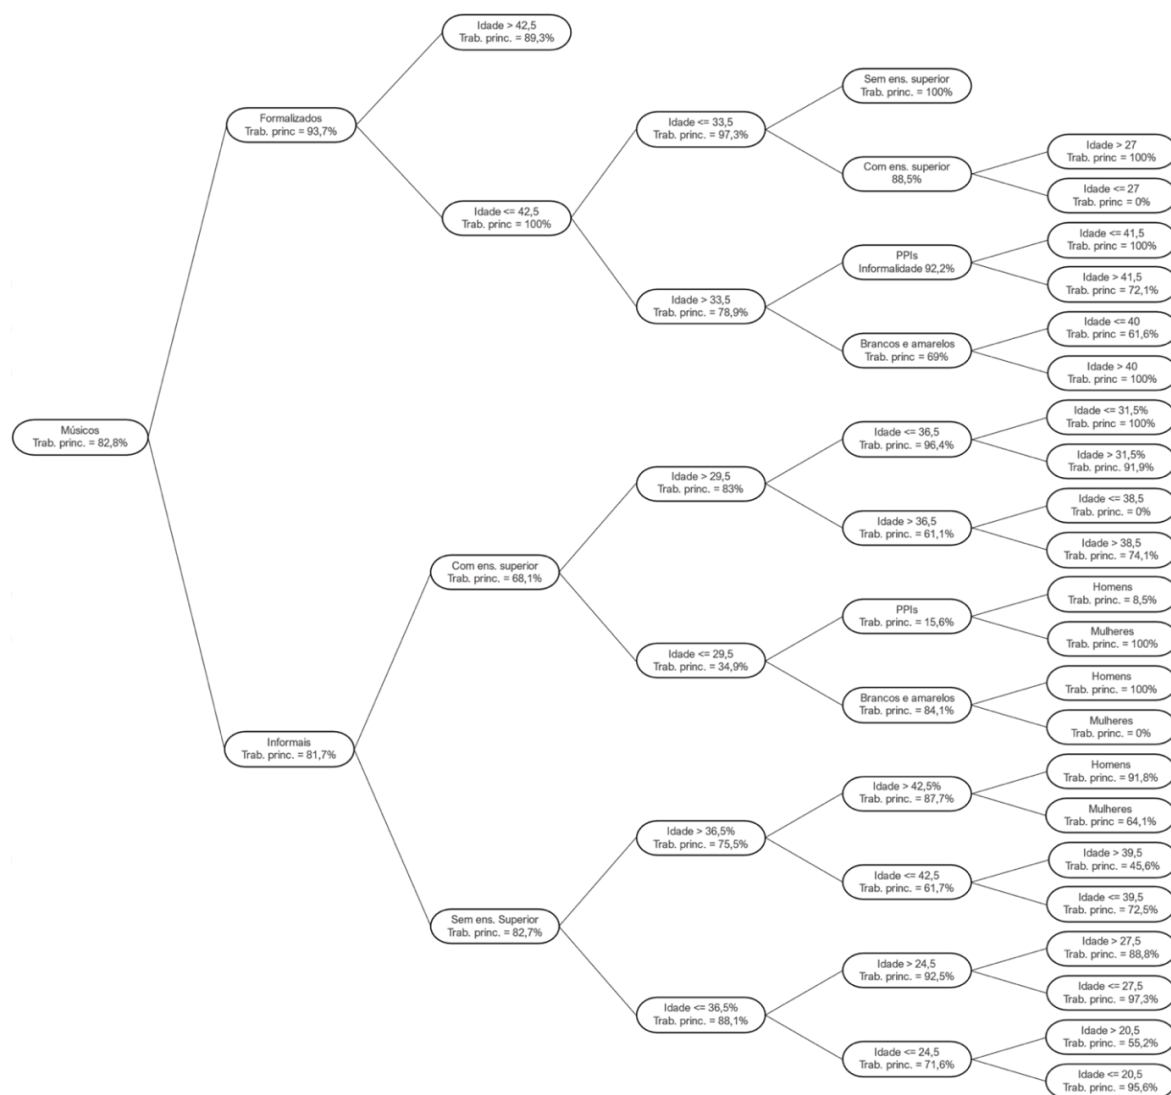 Idade > 42,5
Trab. princ. = 89,3%
Formalizados
Trab. princ = 93,7%
Idade <= 42,5
Trab. princ = 100%
Idade <= 33,5
Trab. princ. = 97,3%
Sem ens. superior
Trab. princ. = 100%
Com ens. superior
88,5%
Idade > 27
Trab. princ = 100%
Idade <= 27
Trab. princ = 0%
Idade > 33,5
Trab. princ. = 78,9%
PPIs
Informalidade 92,2%
Idade <= 41,5
Trab. princ = 100%
Idade > 41,5
Trab. princ = 72,1%
Brancos e amarelos
Trab. princ = 69%
Idade <= 40
Trab. princ = 61,6%
Idade > 40
Trab. princ = 100%
Músicos
Trab. princ. = 82,8%
Informais
Trab. princ. = 81,7%
Com ens. superior
Trab. princ. = 68,1%
Idade > 29,5
Trab. princ. = 83%
Idade <= 36,5
Trab. princ. = 96,4%
Idade <= 31,5%
Trab. princ. = 100%
Idade > 31,5%
Trab. princ. 91,9%
Idade > 36,5
Trab. princ. = 61,1%
Idade <= 38,5
Trab. princ. = 0%
Idade > 38,5
Trab. princ. = 74,1%
Idade <= 29,5
Trab. princ. = 34,9%
PPIs
Trab. princ. = 15,6%
Homens
Trab. princ. = 8,5%
Mulheres
Trab. princ. = 100%
Brancos e amarelos
Trab. princ. = 84,1%
Homens
Trab. princ. = 100%
Mulheres
Trab. princ. = 0%
Sem ens. Superior
Trab. princ. = 82,7%
Idade > 36,5%
Trab. princ. = 75,5%
Idade > 42,5%
Trab. princ. = 87,7%
Homens
Trab. princ. = 91,8%
Mulheres
Trab. princ = 64,1%
Idade <= 42,5
Trab. princ. = 61,7%
Idade > 39,5
Trab. princ. = 45,6%
Idade <= 39,5
Trab. princ. = 72,5%
Idade <= 36,5%
Trab. princ. = 88,1%
Idade > 24,5
Trab. princ. = 92,5%
Idade > 27,5
Trab. princ. = 88,8%
Idade <= 27,5
Trab. princ. = 97,3%
Idade <= 24,5
Trab. princ. = 71,6%
Idade > 20,5
Trab. princ. = 55,2%
Idade <= 20,5
Trab. princ. = 95,6%